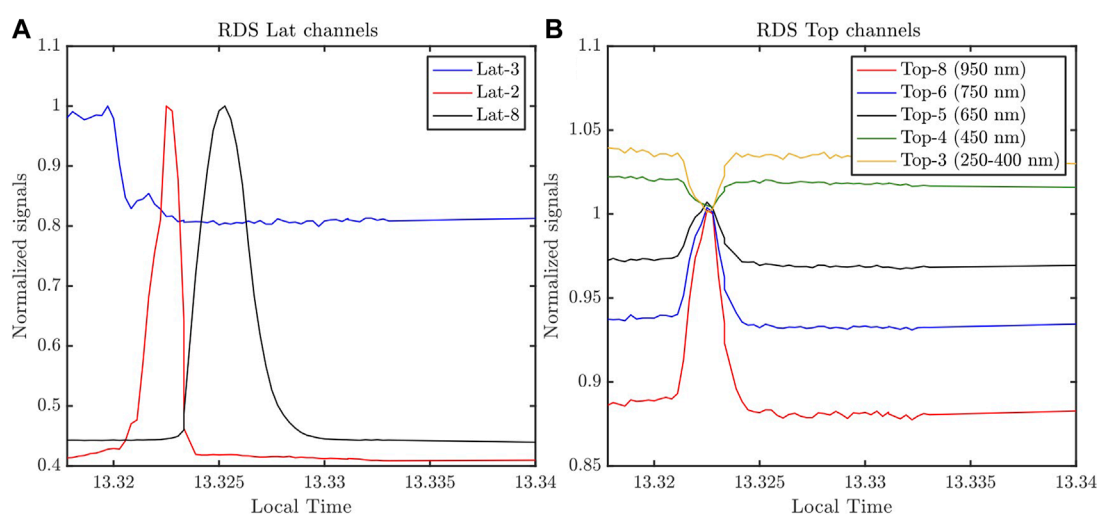 A
RDS Lat channels
B
RDS Top channels
1.1
1
0.9
0.8
0.7
0.6
0.5
0.4
Normalized signals
Lat-3
Lat-2
Lat-8
13.32
13.325
13.33
13.335
13.34
Local Time
1.1
1.05
1
0.95
0.9
0.85
Normalized signals
Top-8 (950 nm)
Top-6 (750 nm)
Top-5 (650 nm)
Top-4 (450 nm)
Top-3 (250-400 nm)
13.32
13.325
13.33
13.335
13.34
Local Time